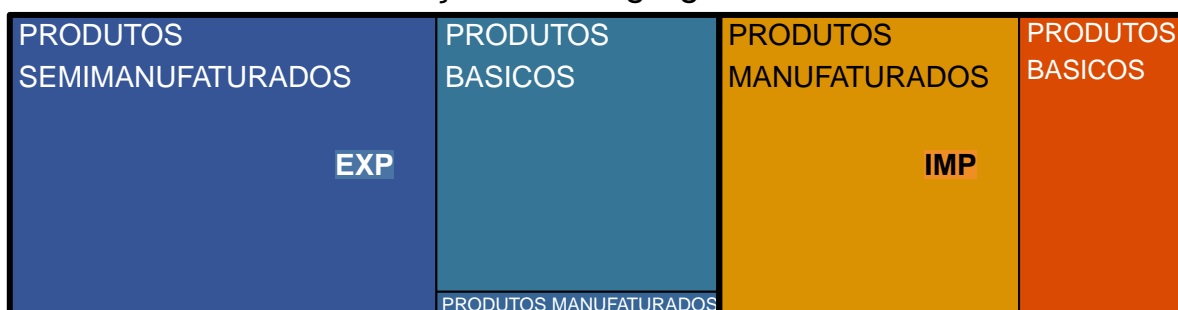 PRODUTOS
SEMIMANUFATURADOS
EXP
PRODUTOS
BASICOS
PRODUTOS MANUFATURADOS
PRODUTOS
MANUFATURADOS
IMP
PRODUTOS
BASICOS